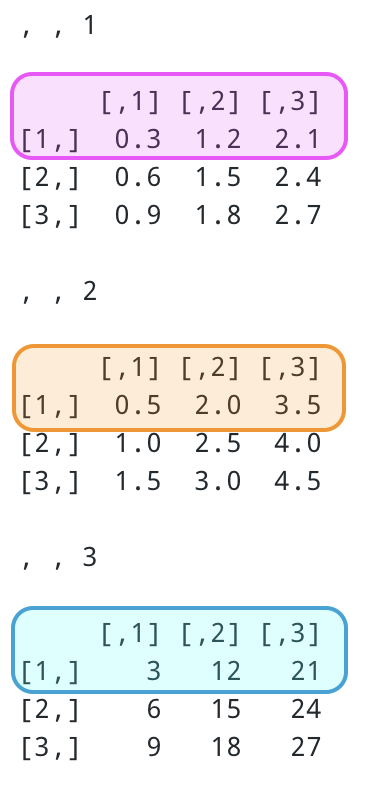 , , 1
[,1] [,2] [,3]
[1,] 0.3 1.2 2.1
[2,] 0.6 1.5 2.4
[3,] 0.9 1.8 2.7
, , 2
[,1] [,2] [,3]
[1,] 0.5 2.0 3.5
[2,] 1.0 2.5 4.0
[3,] 1.5 3.0 4.5
, , 3
[,1] [,2] [,3]
[1,] 3 12 21
[2,] 6 15 24
[3,] 9 18 27